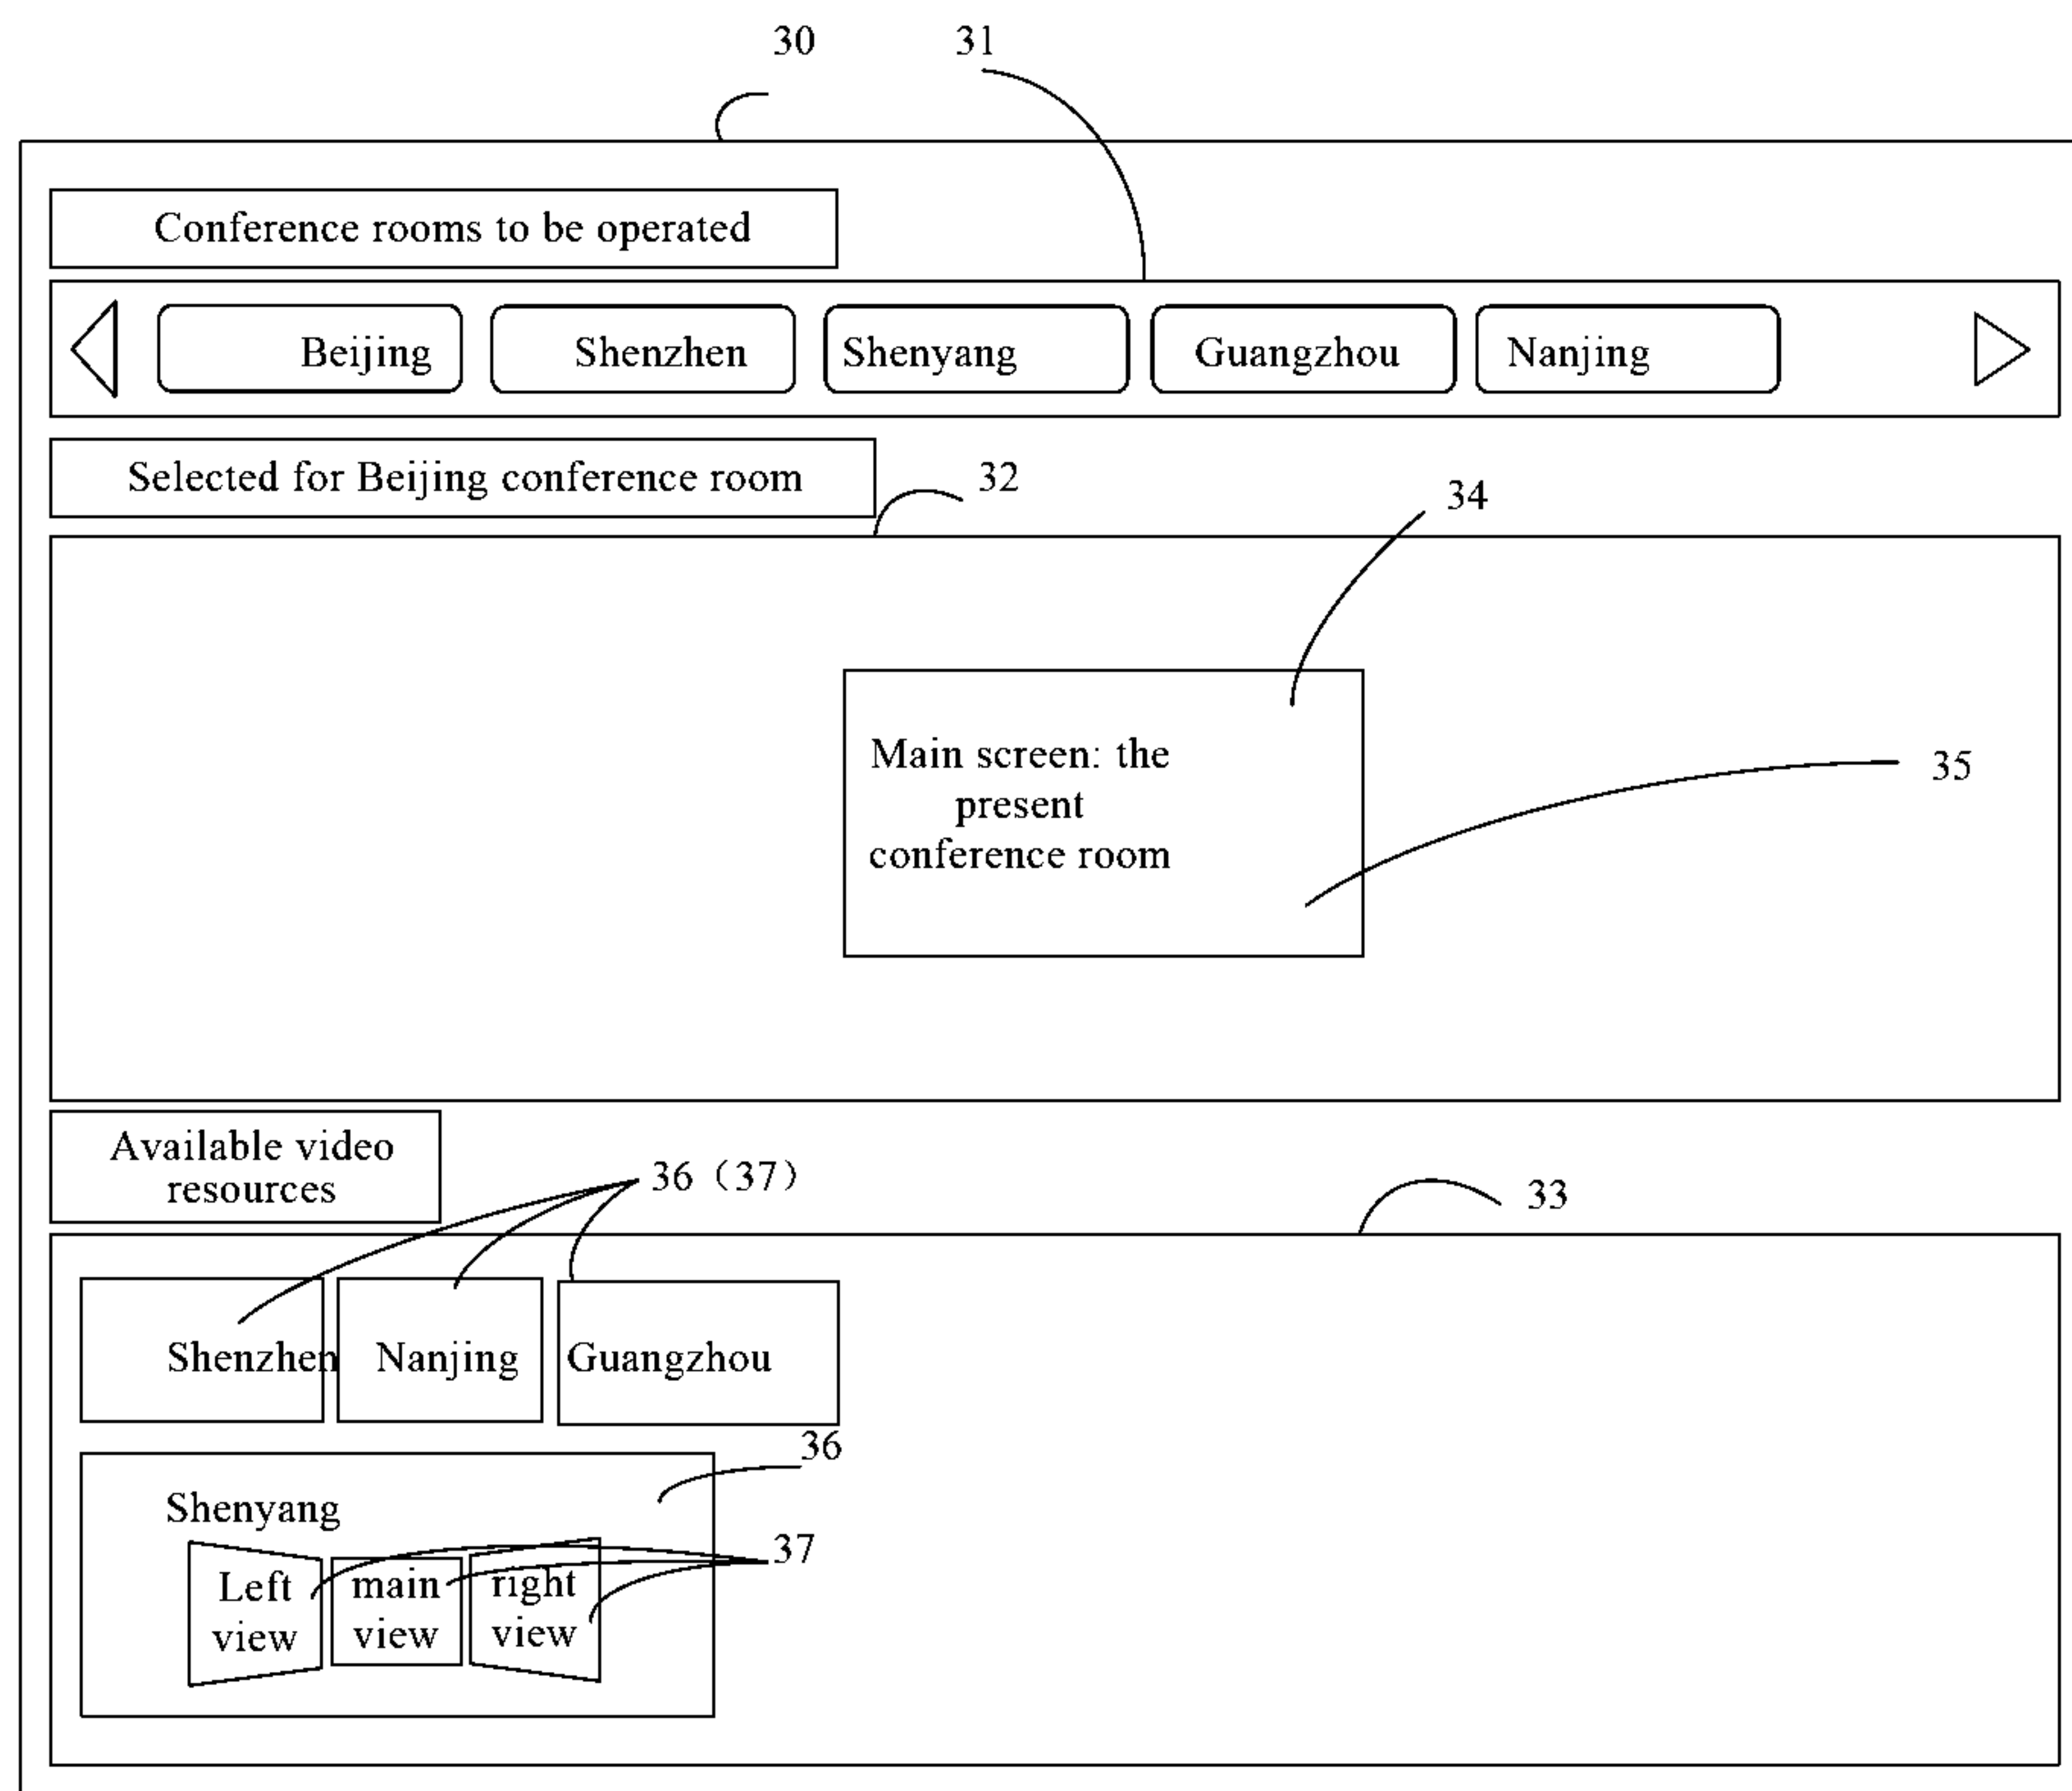 30
31
Conference rooms to be operated
Beijing
Shenzhen
Shenyang
Guangzhou
Nanjing
Selected for Beijing conference room
32
34
Main screen: the
present
conference room
35
Available video
resources
36（37）
33
Shenzhen
Nanjing
Guangzhou
36
Shenyang
37
Left
view
main
view
right
view